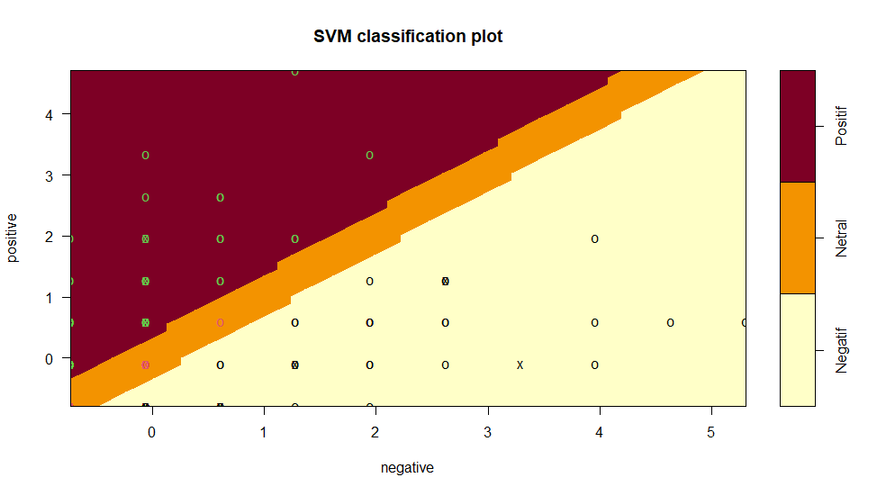 SVM classification plot
positive
4
3
2
1
0
0
1
2
3
4
5
negative
Positif
Netral
Negatif